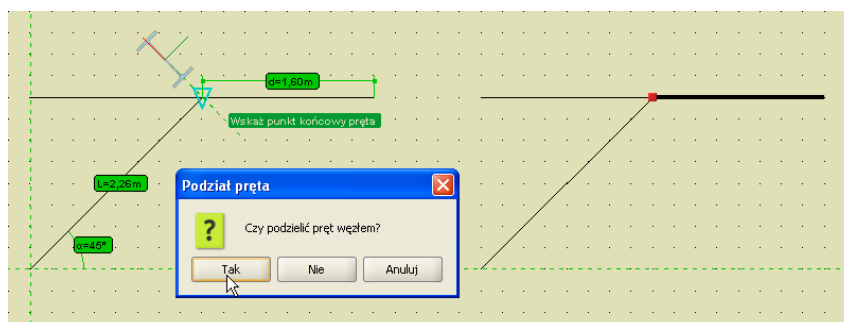 d=1,60m
Wskaż punkt końcowy pręta
L=2,26m
α=45°
Podział pręta
Czy podzielić pręt węzłem?
Tak
Nie
Anuluj